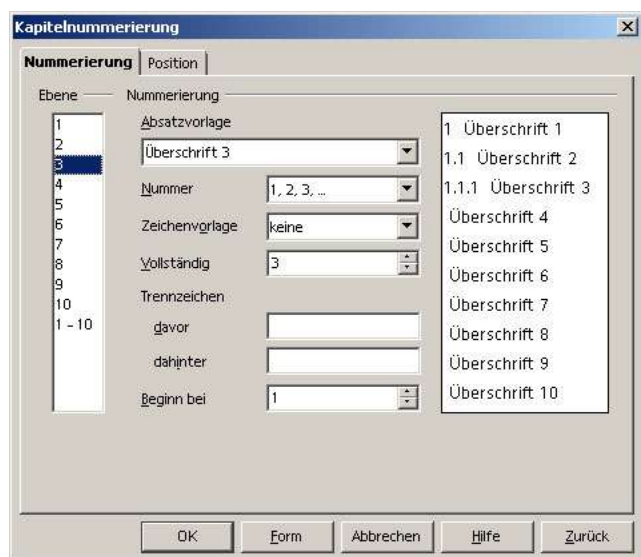 Kapitelnummerierung
Nummerierung Position
Ebene
1
2
3
4
5
6
7
8
9
10
1 - 10
Nummerierung
Absatzvorlage
Überschrift 3
Nummer 1, 2, 3, ...
Zeichenvorlage keine
Vollständig 3
Trennzeichen
davor
dahinter
Beginn bei 1
1 Überschrift 1
1.1 Überschrift 2
1.1.1 Überschrift 3
Überschrift 4
Überschrift 5
Überschrift 6
Überschrift 7
Überschrift 8
Überschrift 9
Überschrift 10
OK Form Abbrechen Hilfe Zurück